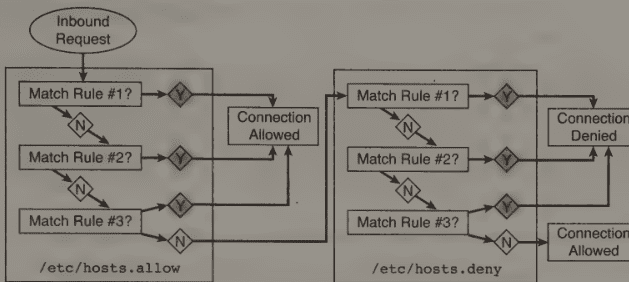 Inbound
Request
Match Rule #1?
Y
N
Connection
Allowed
Match Rule #2?
Y
N
Match Rule #3?
Y
N
/etc/hosts.allow
Match Rule #1?
Y
N
Connection
Denied
Match Rule #2?
Y
N
Match Rule #3?
Y
N
Connection
Allowed
/etc/hosts.deny